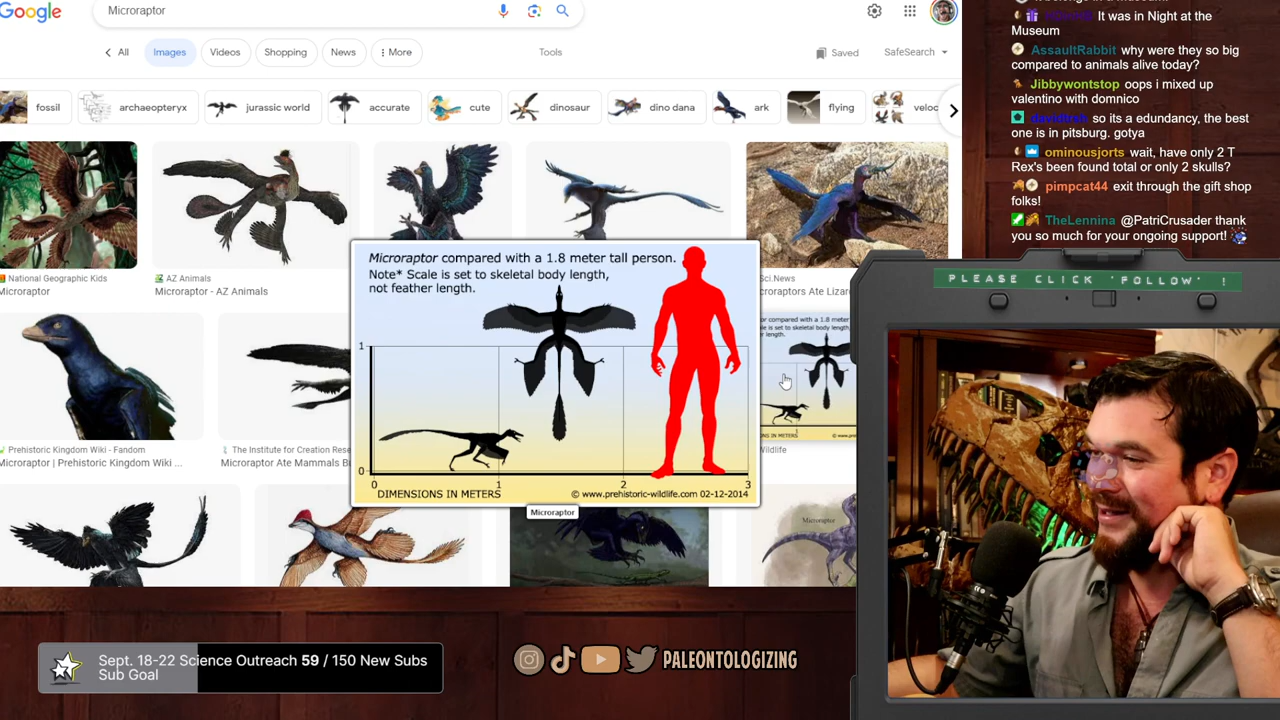 Google
Microraptor
All
Images
Videos
Shopping
News
More
Tools
Saved
SafeSearch
fossil
archaeopteryx
jurassic world
accurate
cute
dinosaur
dino dana
ark
flying
veloc
National Geographic Kids
Microraptor
AZ Animals
Microraptor - AZ Animals
Sci.News
croraptors Ate Lizar
Microraptor compared with a 1.8 meter tall person.
Note* Scale is set to skeletal body length,
not feather length.
1
0
0 1 2 3
DIMENSIONS IN METERS
© www.prehistoric-wildlife.com 02-12-2014
Microraptor
Prehistoric Kingdom Wiki - Fandom
Microraptor | Prehistoric Kingdom Wiki ...
The Institute for Creation Rese
Microraptor Ate Mammals B
Microraptor
It was in Night at the
Museum
AssaultRabbit why were they so big
compared to animals alive today?
Jibbywontstop oops i mixed up
valentino with domnico
so its a edundancy, the best
one is in pitsburg. gotya
ominousjorts wait, have only 2 T
Rex's been found total or only 2 skulls?
pimpcat44 exit through the gift shop
folks!
TheLennina @PatriCrusader thank
you so much for your ongoing support!
PLEASE CLICK 'FOLLOW' !
Sept. 18-22 Science Outreach 59 / 150 New Subs
Sub Goal
PALEONTOLOGIZING